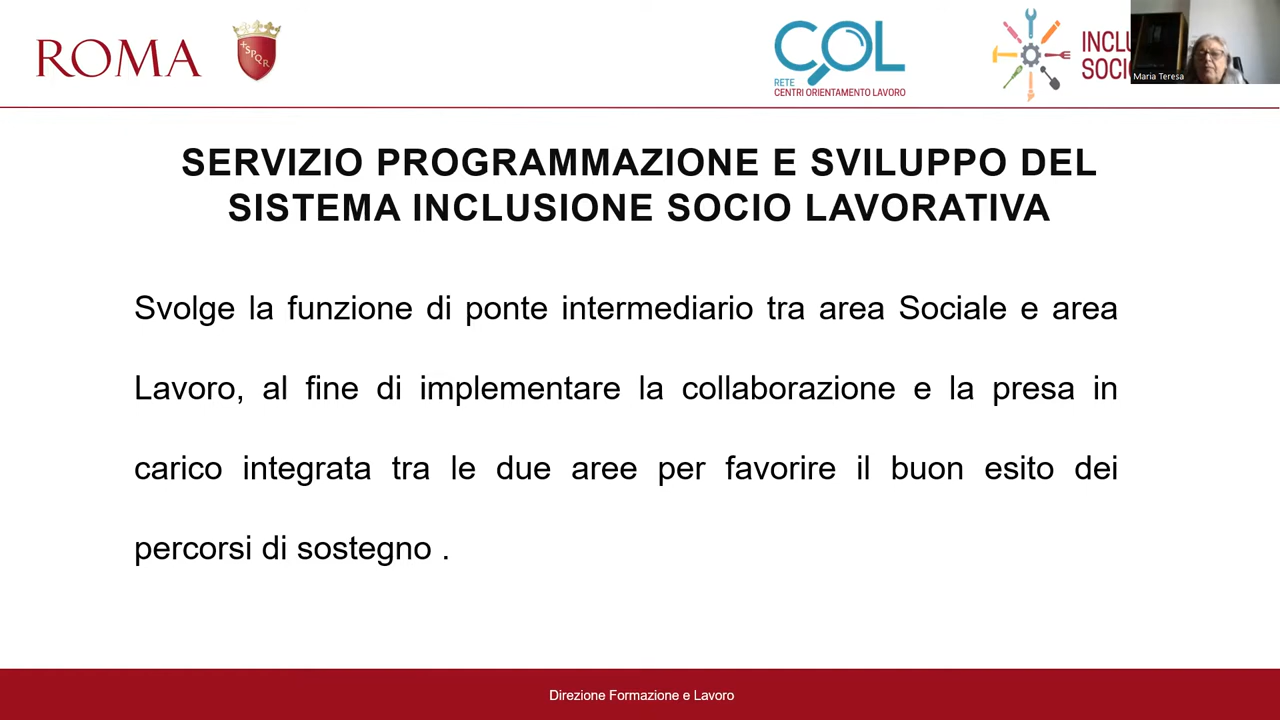 ROMA
SPQR
COL
RETE
CENTRI ORIENTAMENTO LAVORO
Maria Teresa
SERVIZIO PROGRAMMAZIONE E SVILUPPO DEL
SISTEMA INCLUSIONE SOCIO LAVORATIVA
Svolge la funzione di ponte intermediario tra area Sociale e area
Lavoro, al fine di implementare la collaborazione e la presa in
carico integrata tra le due aree per favorire il buon esito dei
percorsi di sostegno .
Direzione Formazione e Lavoro